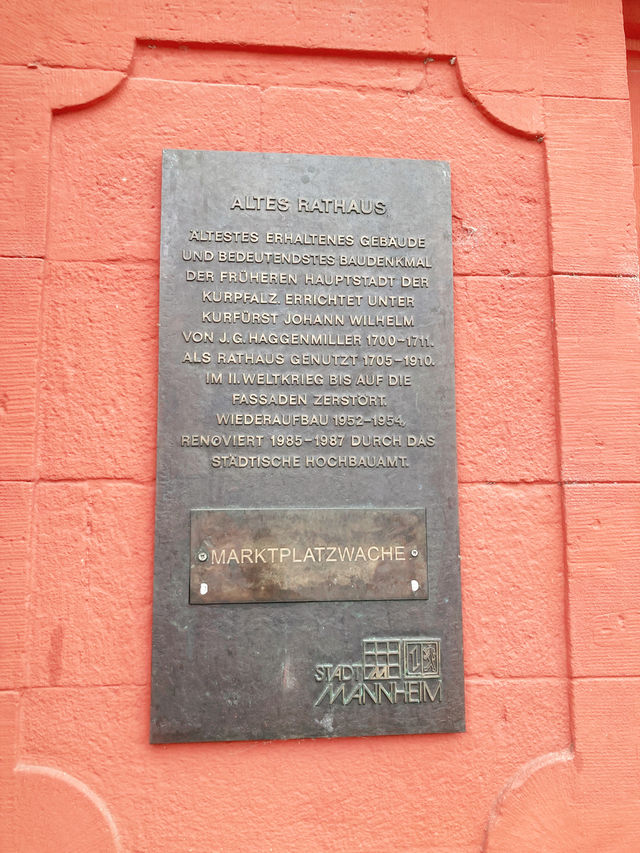 ALTES RATHAUS
ÄLTESTES ERHALTENES GEBÄUDE
UND BEDEUTENDSTES BAUDENKMAL
DER FRÜHEREN HAUPTSTADT DER
KURPFALZ. ERRICHTET UNTER
KURFÜRST JOHANN WILHELM
VON J.G. HAGGENMILLER 1700–1711.
ALS RATHAUS GENUTZT 1705–1910.
IM II. WELTKRIEG BIS AUF DIE
FASSADEN ZERSTÖRT.
WIEDERAUFBAU 1952–1954,
RENOVIERT 1985–1987 DURCH DAS
STÄDTISCHE HOCHBAUAMT.
MARKTPLATZWACHE
STADT
MANNHEIM